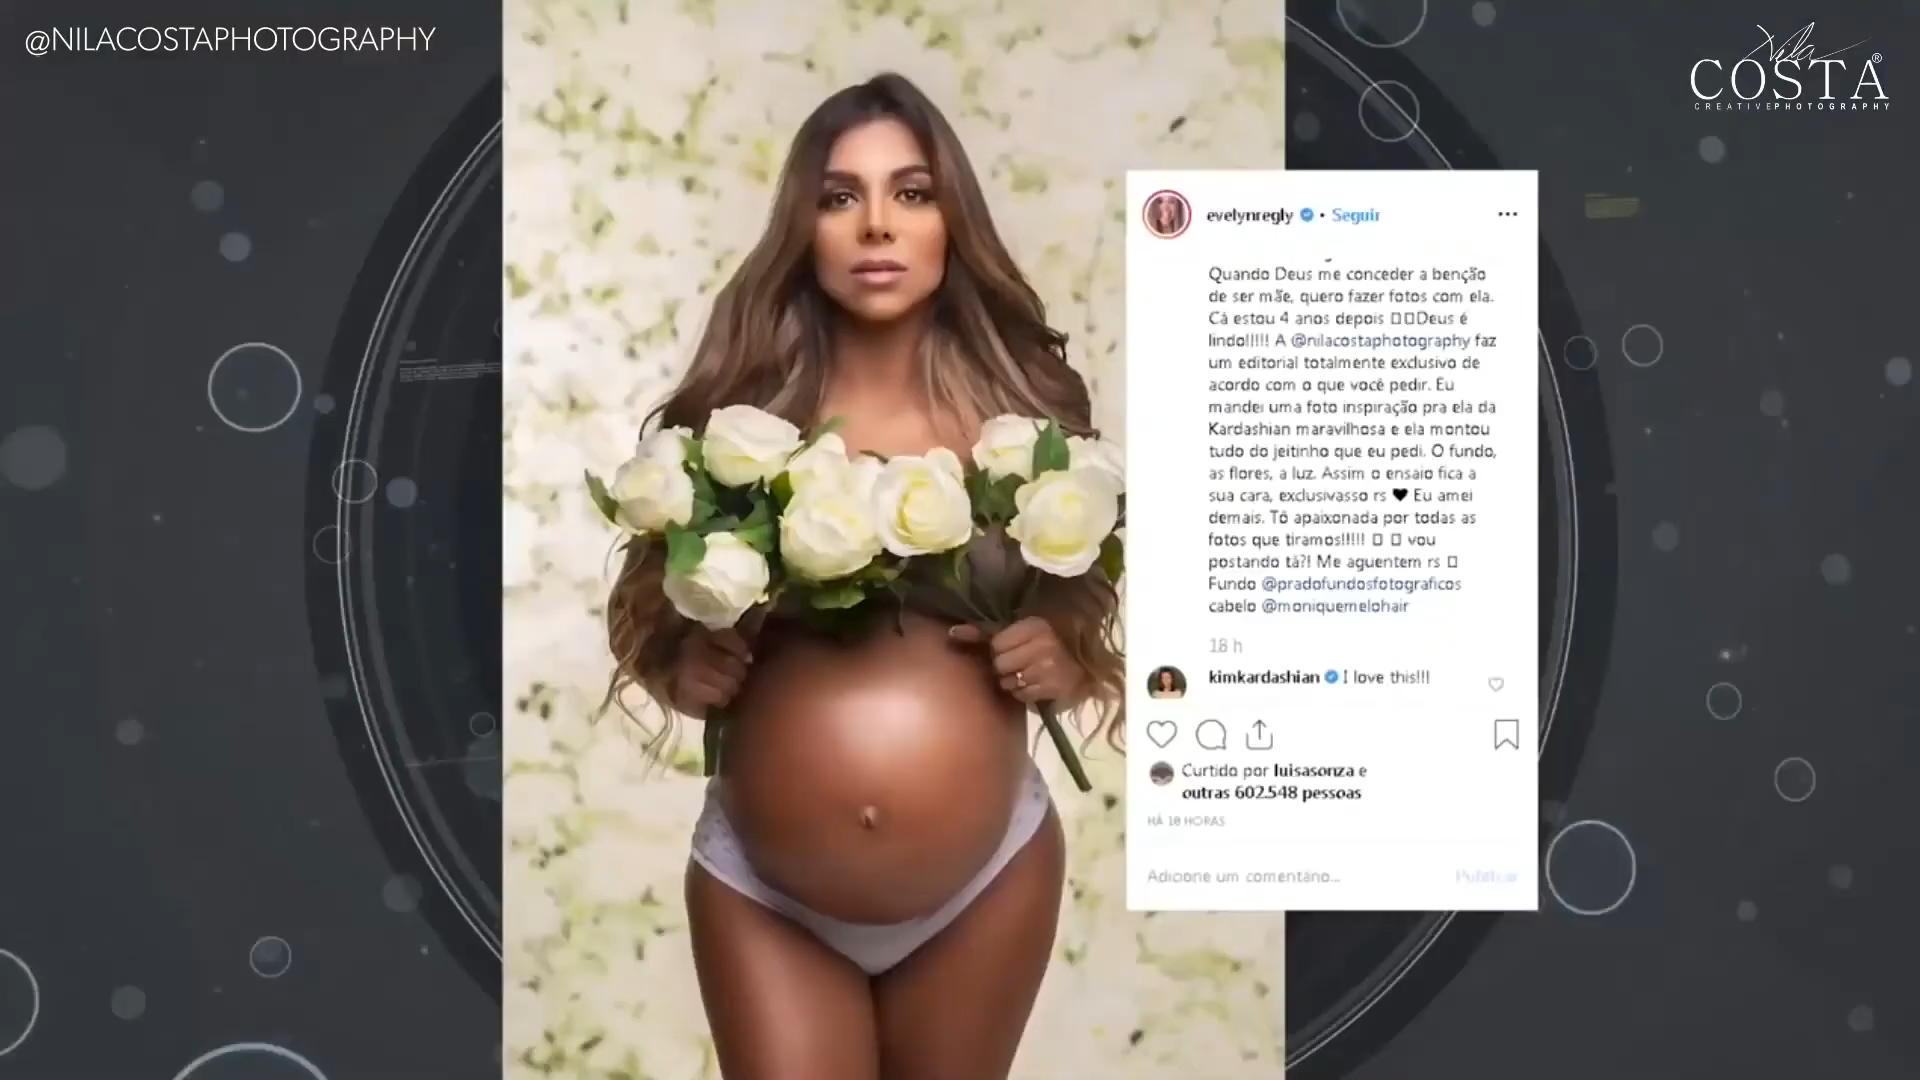 @NILACOSTAPHOTOGRAPHY
Nila
COSTA®
CREATIVEPHOTOGRAPHY
evelynregly • Seguir
Quando Deus me conceder a benção
de ser mãe, quero fazer fotos com ela.
Cá estou 4 anos depois □□Deus é
lindo!!!!! A @nilacostaphotography faz
um editorial totalmente exclusivo de
acordo com o que você pedir. Eu
mandei uma foto inspiração pra ela da
Kardashian maravilhosa e ela montou
tudo do jeitinho que eu pedi. O fundo,
as flores, a luz. Assim o ensaio fica a
sua cara, exclusivasso rs ♥ Eu amei
demais. Tô apaixonada por todas as
fotos que tiramos!!!!! □ □ vou
postando tá?! Me aguentem rs □
Fundo @pradofundosfotograficos
cabelo @moniquemelohair
18 h
kimkardashian I love this!!!
Curtido por luisasonza e
outras 602.548 pessoas
HÁ 18 HORAS
Adicione um comentário...
Publicar